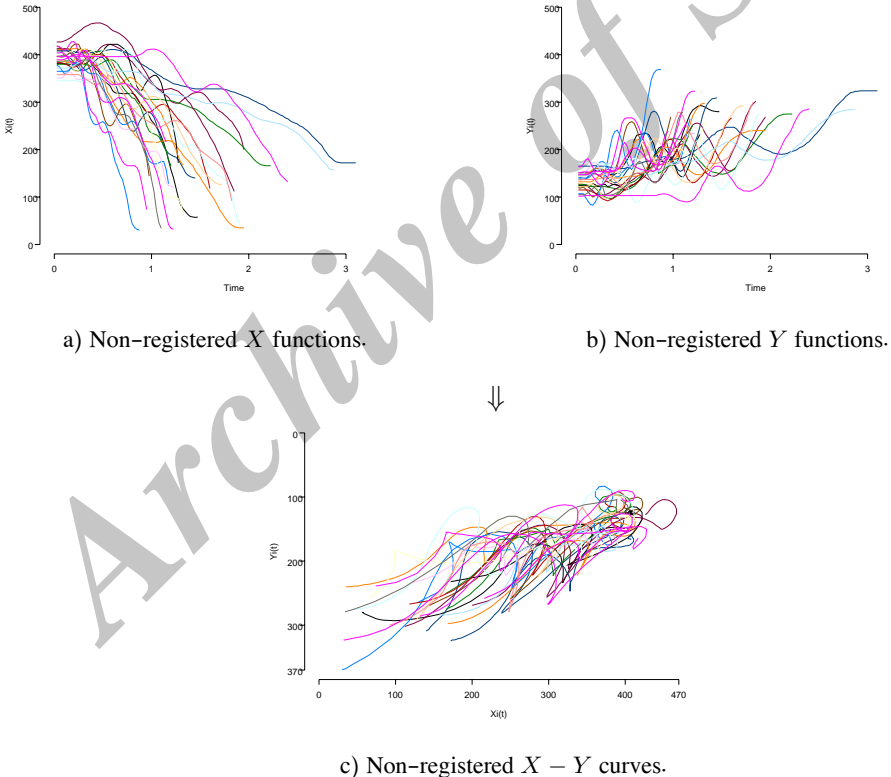 500
400
300
200
100
0
Xi(t)
0 1 2 3
Time
a) Non-registered X functions.
500
400
300
200
100
0
Yi(t)
0 1 2 3
Time
b) Non-registered Y functions.
⇓
0
100
200
300
370
Yi(t)
0 100 200 300 400 470
Xi(t)
c) Non-registered X − Y curves.
Archive of S